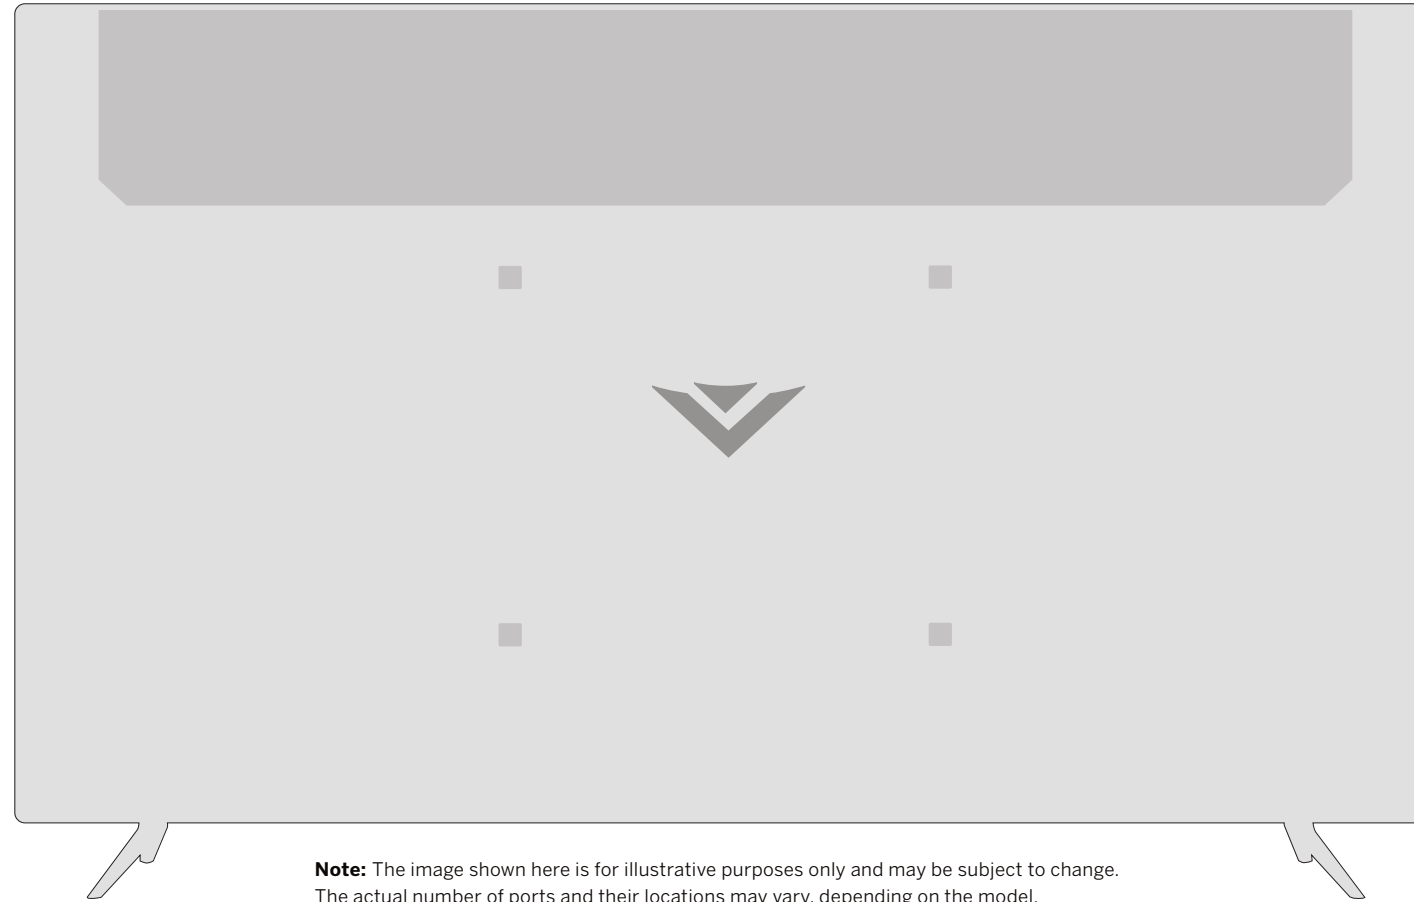 Note: The image shown here is for illustrative purposes only and may be subject to change.
The actual number of ports and their locations may vary, depending on the model.